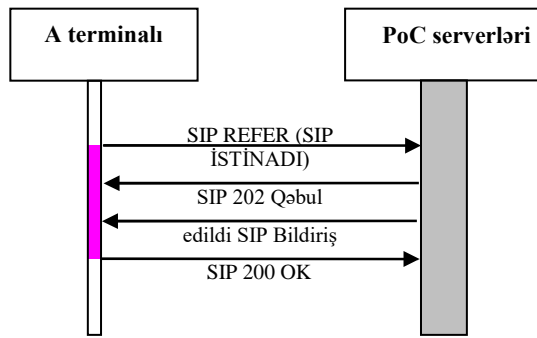 A terminalı
PoC serverləri
SIP REFER (SIP
İSTİNADI)
SIP 202 Qəbul
edildi SIP Bildiriş
SIP 200 OK